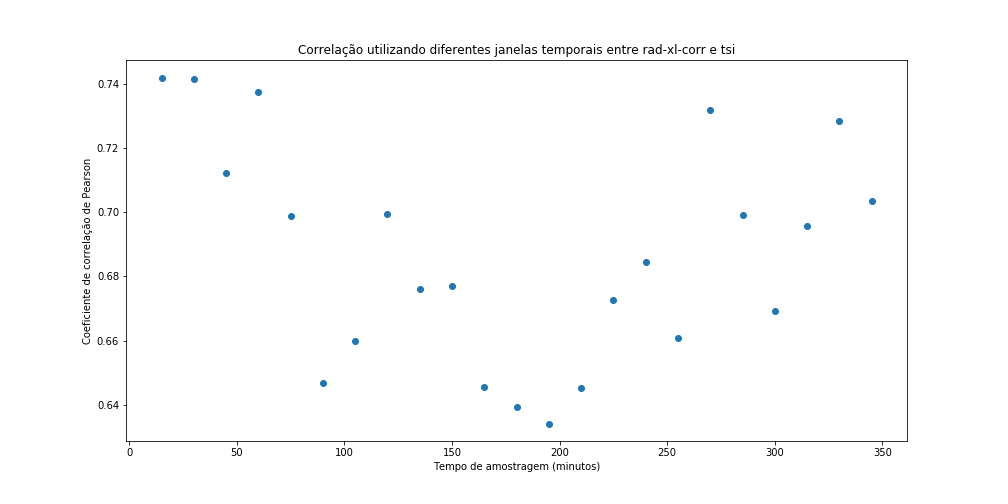 Correlação utilizando diferentes janelas temporais entre rad-xl-corr e tsi
Coeficiente de correlação de Pearson
0.74
0.72
0.70
0.68
0.66
0.64
0 50 100 150 200 250 300 350
Tempo de amostragem (minutos)